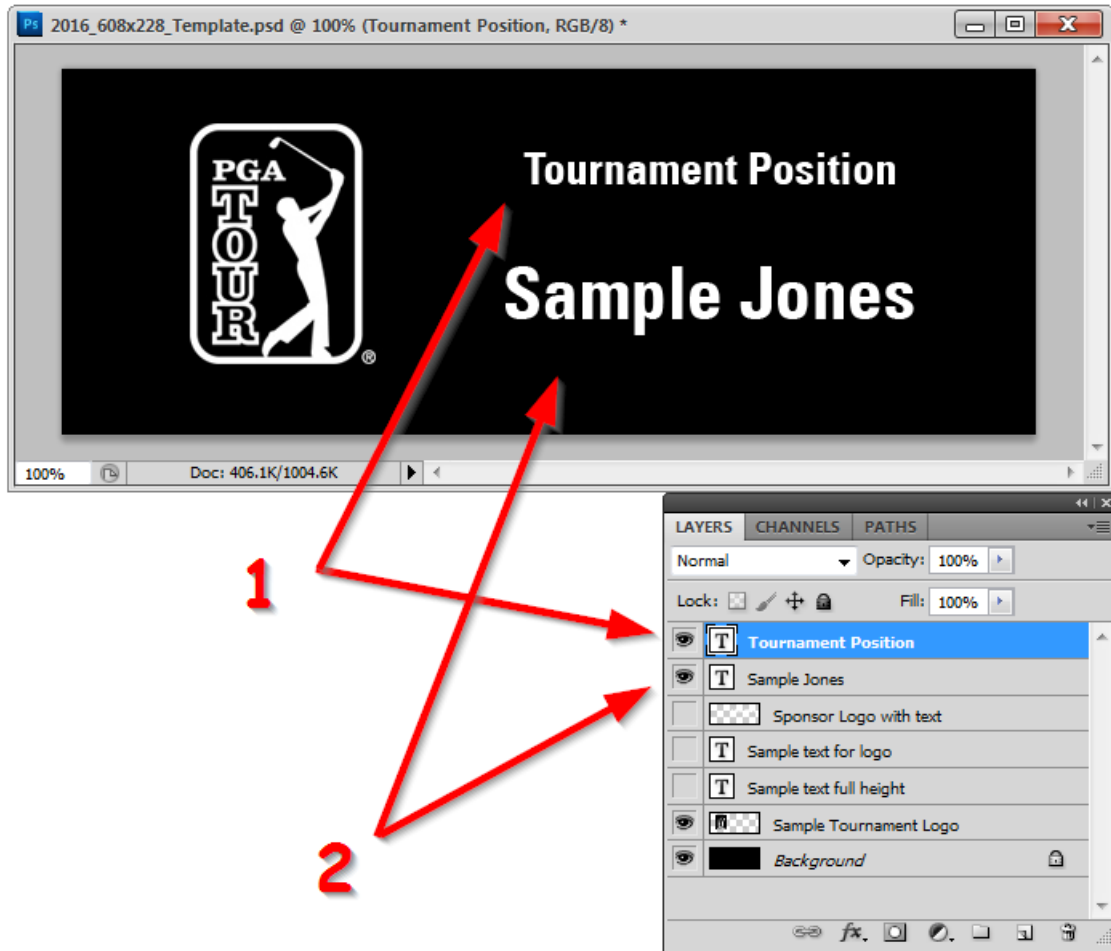 Ps 2016_608x228_Template.psd @ 100% (Tournament Position, RGB/8) *
PGA
TOUR
®
Tournament Position
Sample Jones
100% Doc: 406.1K/1004.6K
1
2
LAYERS CHANNELS PATHS
Normal Opacity: 100%
Lock: Fill: 100%
T Tournament Position
T Sample Jones
Sponsor Logo with text
T Sample text for logo
T Sample text full height
Sample Tournament Logo
Background
fx.